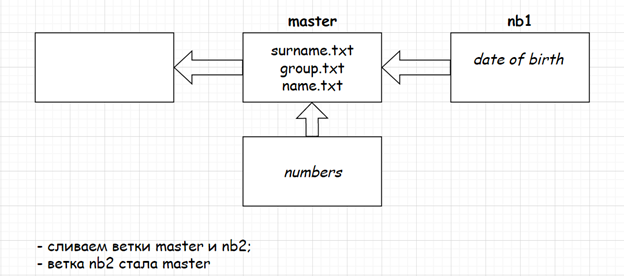 master
nb1
surname.txt
group.txt
name.txt
date of birth
numbers
- сливаем ветки master и nb2;
- ветка nb2 стала master